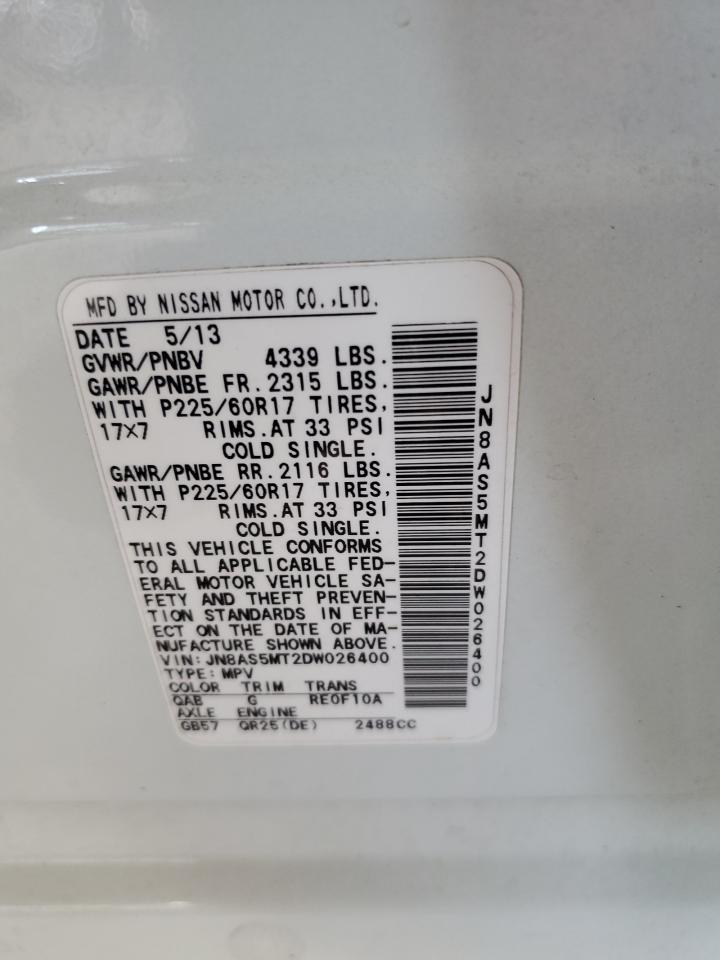 MFD BY NISSAN MOTOR CO.,LTD.
DATE 5/13
GVWR/PNBV 4339 LBS.
GAWR/PNBE FR.2315 LBS.
WITH P225/60R17 TIRES,
17×7 RIMS.AT 33 PSI
COLD SINGLE.
GAWR/PNBE RR.2116 LBS.
WITH P225/60R17 TIRES,
17×7 RIMS.AT 33 PSI
COLD SINGLE.
THIS VEHICLE CONFORMS
TO ALL APPLICABLE FED-
ERAL MOTOR VEHICLE SA-
FETY AND THEFT PREVEN-
TION STANDARDS IN EFF-
ECT ON THE DATE OF MA-
NUFACTURE SHOWN ABOVE.
VIN: JN8AS5MT2DW026400
TYPE: MPV
COLOR TRIM TRANS
QAB G RE0F10A
AXLE ENGINE
GB57 QR25(DE) 2488CC
JN8AS5MT2DW026400